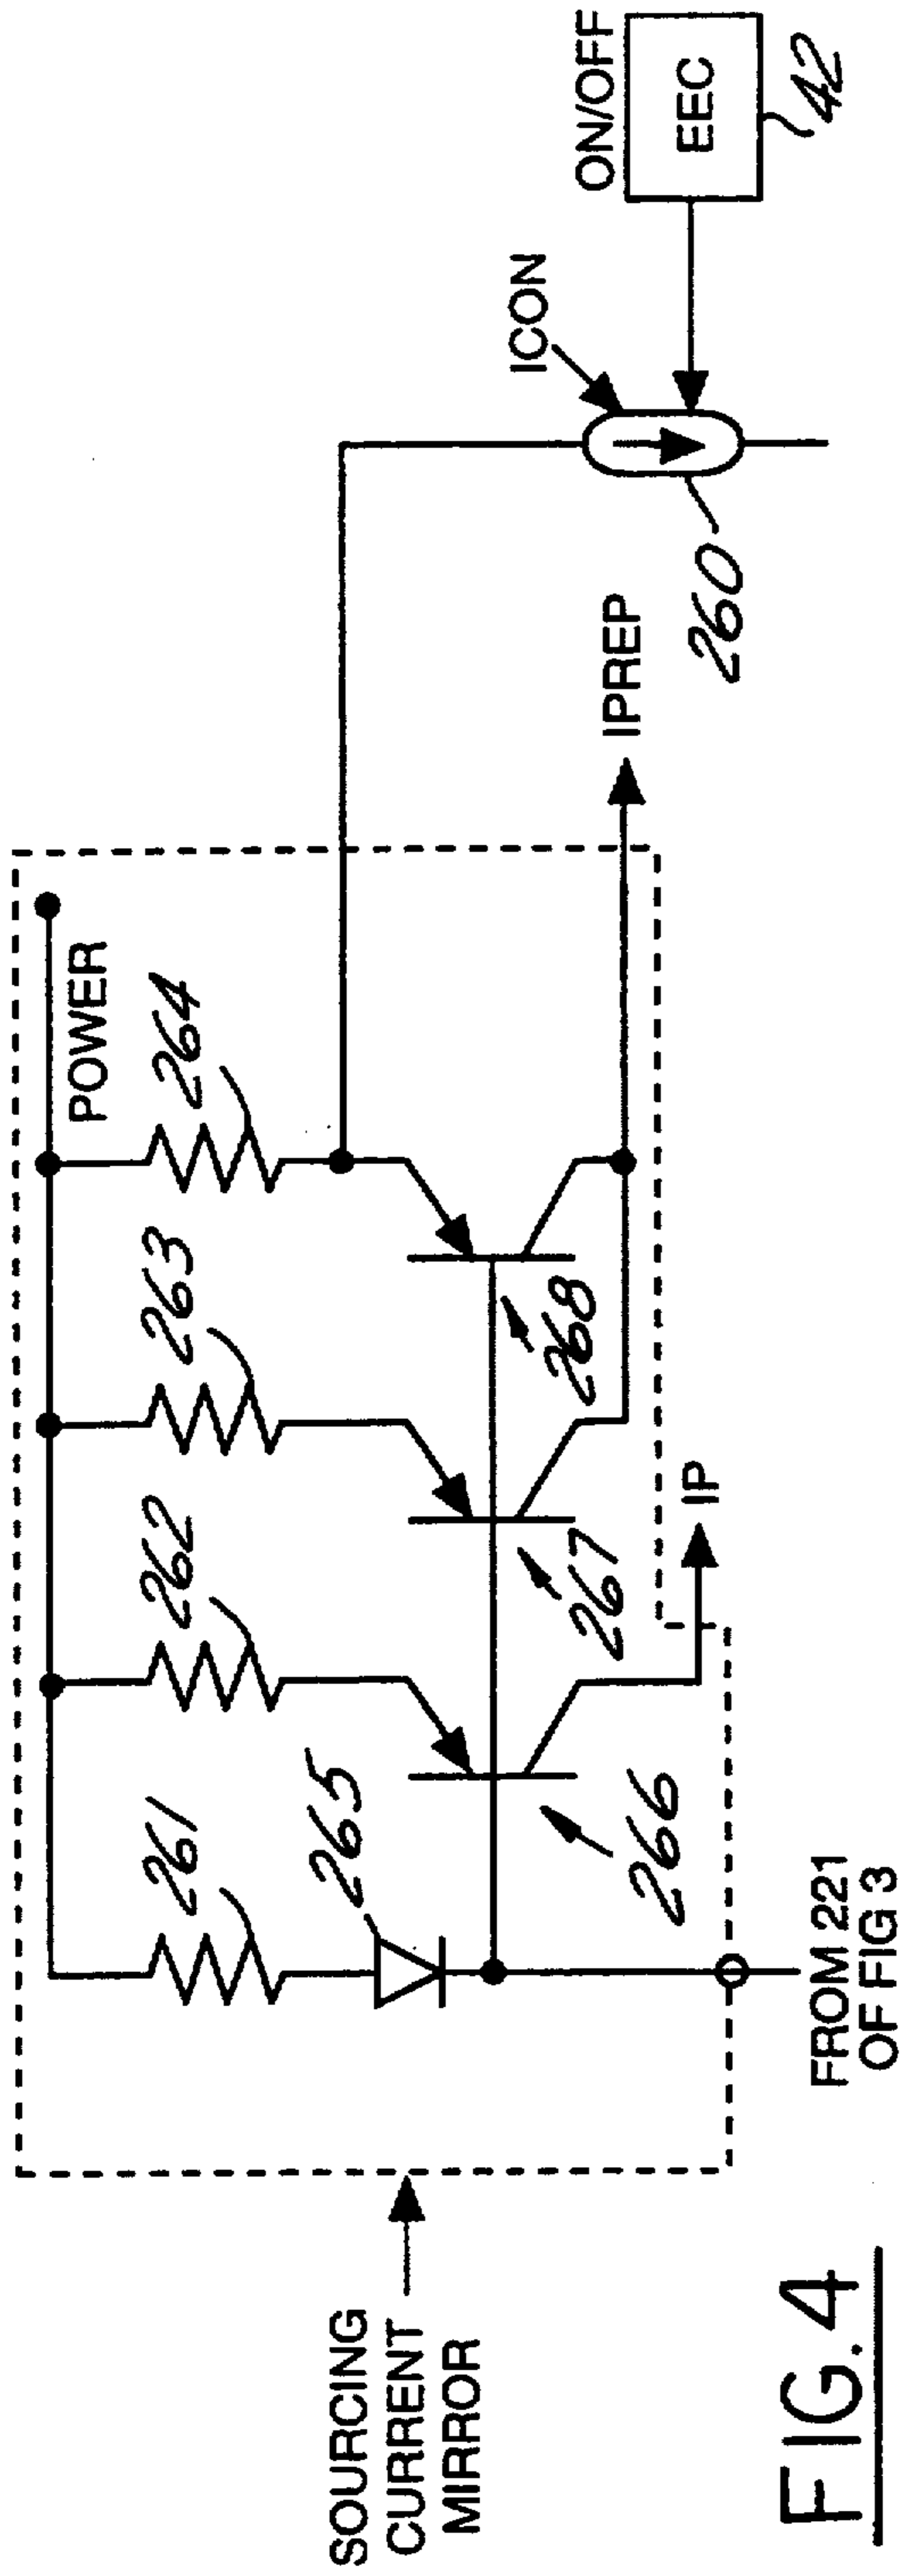 POWER
261
262
263
264
265
266
267
268
IP
IPREP
ICON
260
ON/OFF
EEC
42
SOURCING
CURRENT
MIRROR
FROM 221
OF FIG 3
FIG. 4